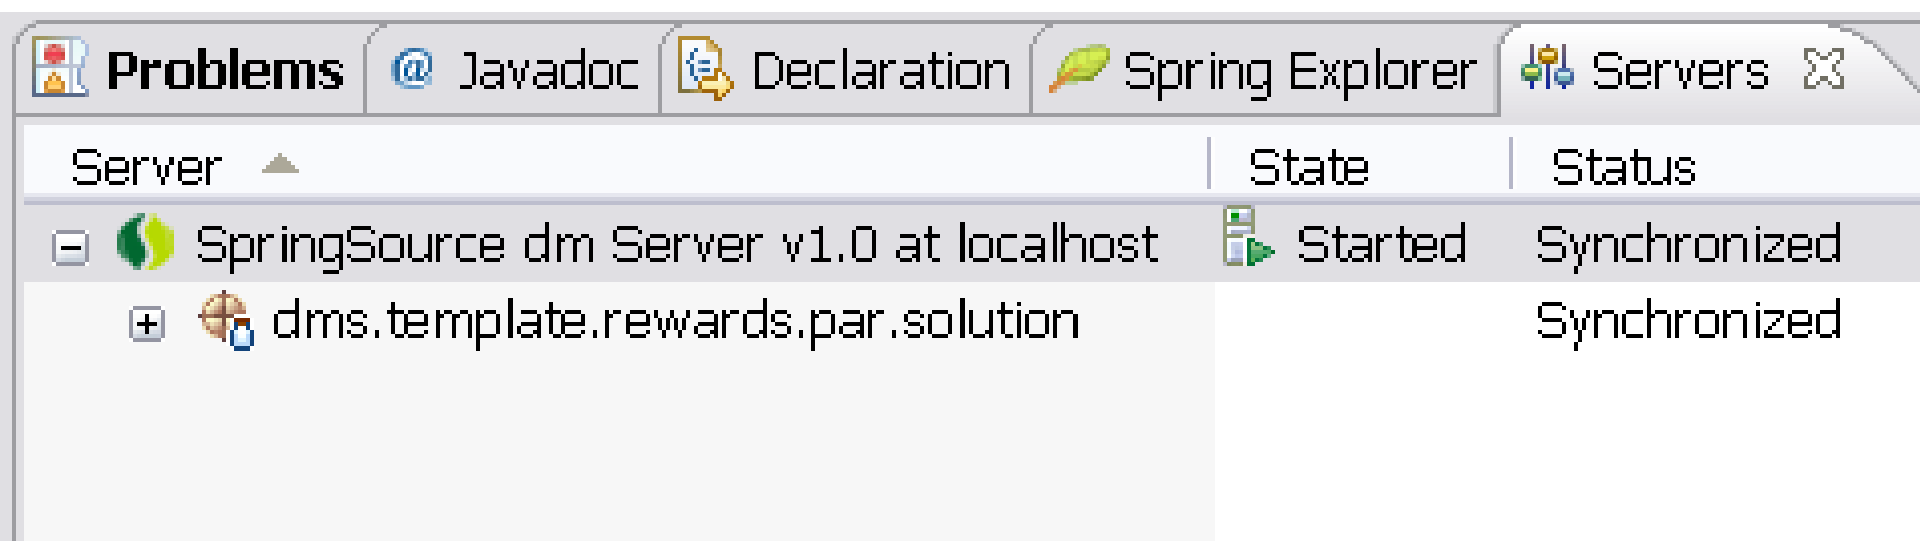 Problems @ Javadoc Declaration Spring Explorer Servers
Server State Status
SpringSource dm Server v1.0 at localhost Started Synchronized
dms.template.rewards.par.solution Synchronized